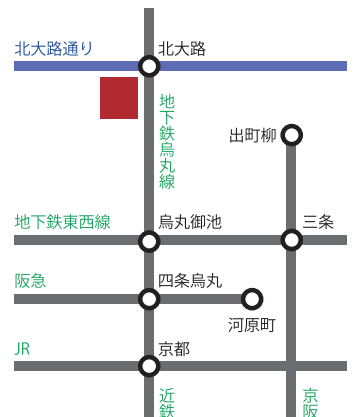 北大路通り
北大路
地下鉄烏丸線
出町柳
地下鉄東西線
烏丸御池
三条
阪急
四条烏丸
河原町
JR
京都
近鉄
京阪